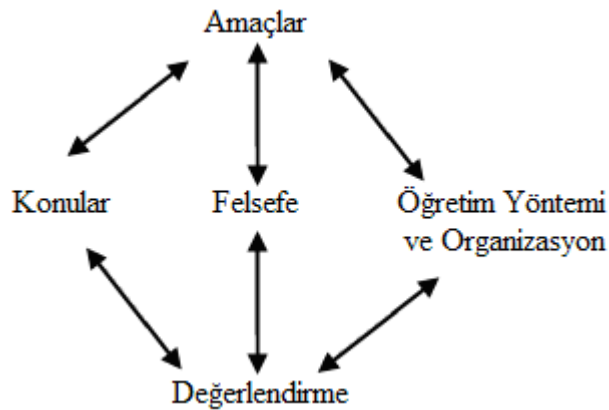 Amaçlar
Konular
Felsefe
Öğretim Yöntemi
ve Organizasyon
Değerlendirme